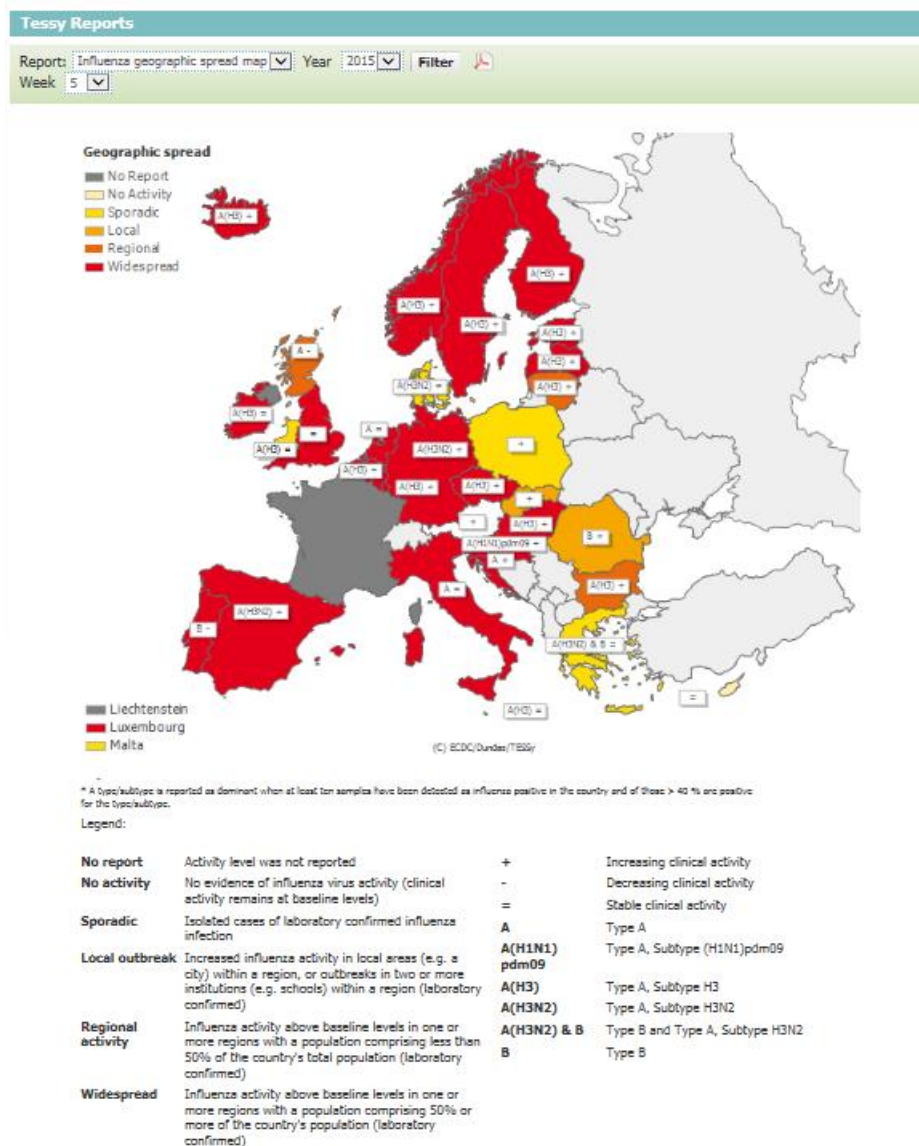 Tessy Reports
Report: Influenza geographic spread map Year 2015 Filter
Week 5
Geographic spread
No Report
No Activity
Sporadic
Local
Regional
Widespread
A(H3) +
A(H3) +
A(H3) +
A(H3) +
A(H3) +
A -
A(H3) +
A(H3N2) =
A(H3) +
A(H3) =
A =
=
A(H3N2) +
+
A(H3) =
A(H3) +
A(H3) +
A(H3) +
+
+
A(H3) +
B =
A(H1N1)pdm09 +
A +
A =
A(H3) +
A(H3N2) +
B -
A(H3N2) & B =
=
A(H3) =
Liechtenstein
Luxembourg
Malta
(C) ECDC/Dundas/TESSy
* A type/subtype is reported as dominant when at least ten samples have been detected as influenza positive in the country and of those > 40 % are positive
for the type/subtype.
Legend:
No report Activity level was not reported + Increasing clinical activity
No activity No evidence of influenza virus activity (clinical - Decreasing clinical activity
activity remains at baseline levels) = Stable clinical activity
Sporadic Isolated cases of laboratory confirmed influenza A Type A
infection A(H1N1) Type A, Subtype (H1N1)pdm09
Local outbreak Increased influenza activity in local areas (e.g. a pdm09
city) within a region, or outbreaks in two or more A(H3) Type A, Subtype H3
institutions (e.g. schools) within a region (laboratory A(H3N2) Type A, Subtype H3N2
confirmed)
Regional Influenza activity above baseline levels in one or A(H3N2) & B Type B and Type A, Subtype H3N2
activity more regions with a population comprising less than B Type B
50% of the country's total population (laboratory
confirmed)
Widespread Influenza activity above baseline levels in one or
more regions with a population comprising 50% or
more of the country's population (laboratory
confirmed)